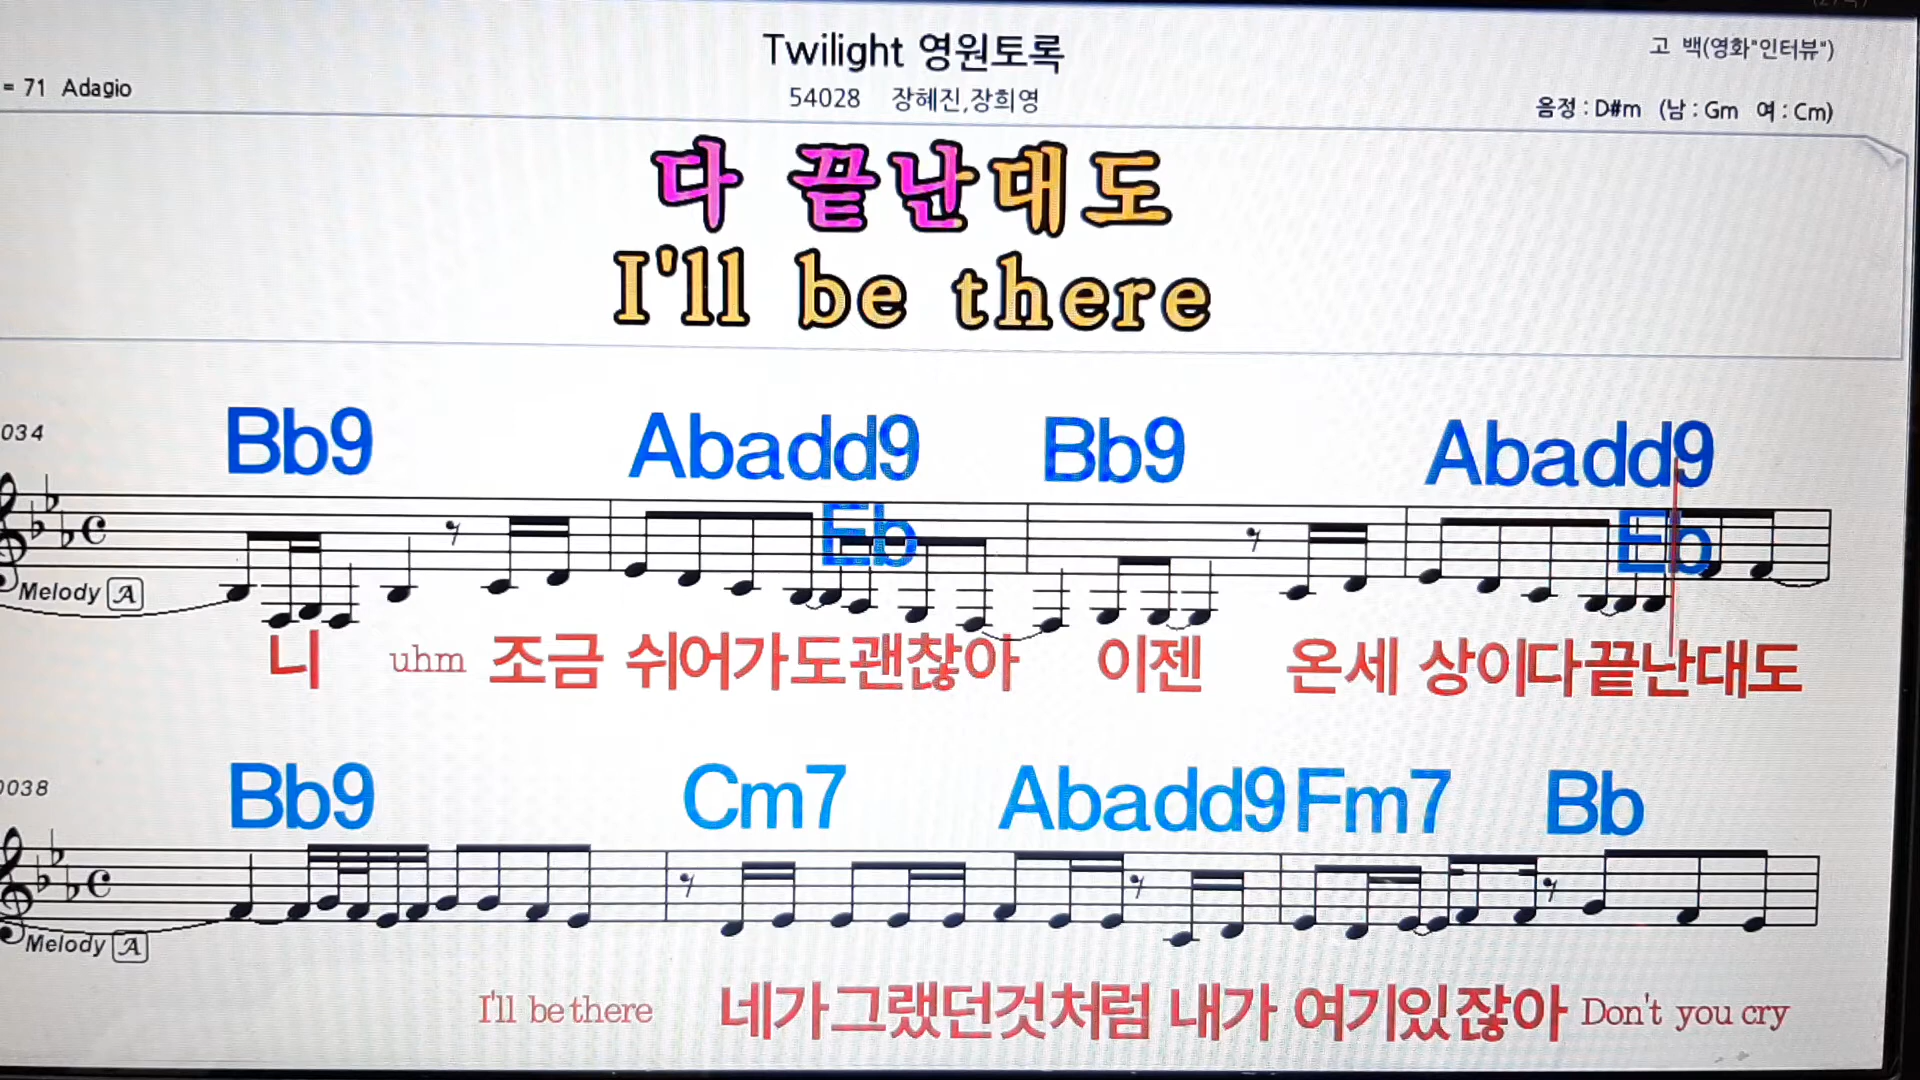 Twilight 영원토록
고 백(영화"인터뷰")
= 71 Adagio
54028 장혜진,장희영
음정 : D#m (남 : Gm 여 : Cm)
다 끝난대도
I'll be there
034
Bb9 Abadd9 Bb9 Abadd9
Eb Eb
Melody A
니 uhm 조금 쉬어가도괜찮아 이젠 온세 상이다끝난대도
0038
Bb9 Cm7 Abadd9 Fm7 Bb
Melody A
I'll be there 네가그랬던것처럼 내가 여기있잖아 Don't you cry